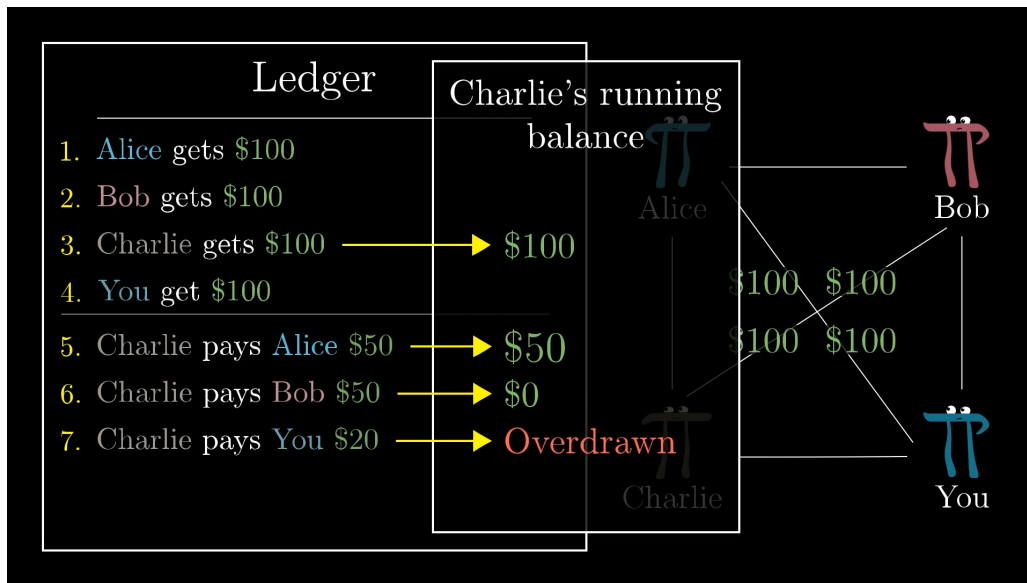 Ledger
1. Alice gets $100
2. Bob gets $100
3. Charlie gets $100
4. You get $100
5. Charlie pays Alice $50
6. Charlie pays Bob $50
7. Charlie pays You $20
Charlie's running
balance
$100
$50
$0
Overdrawn
Alice
Bob
$100 $100
$100 $100
Charlie
You